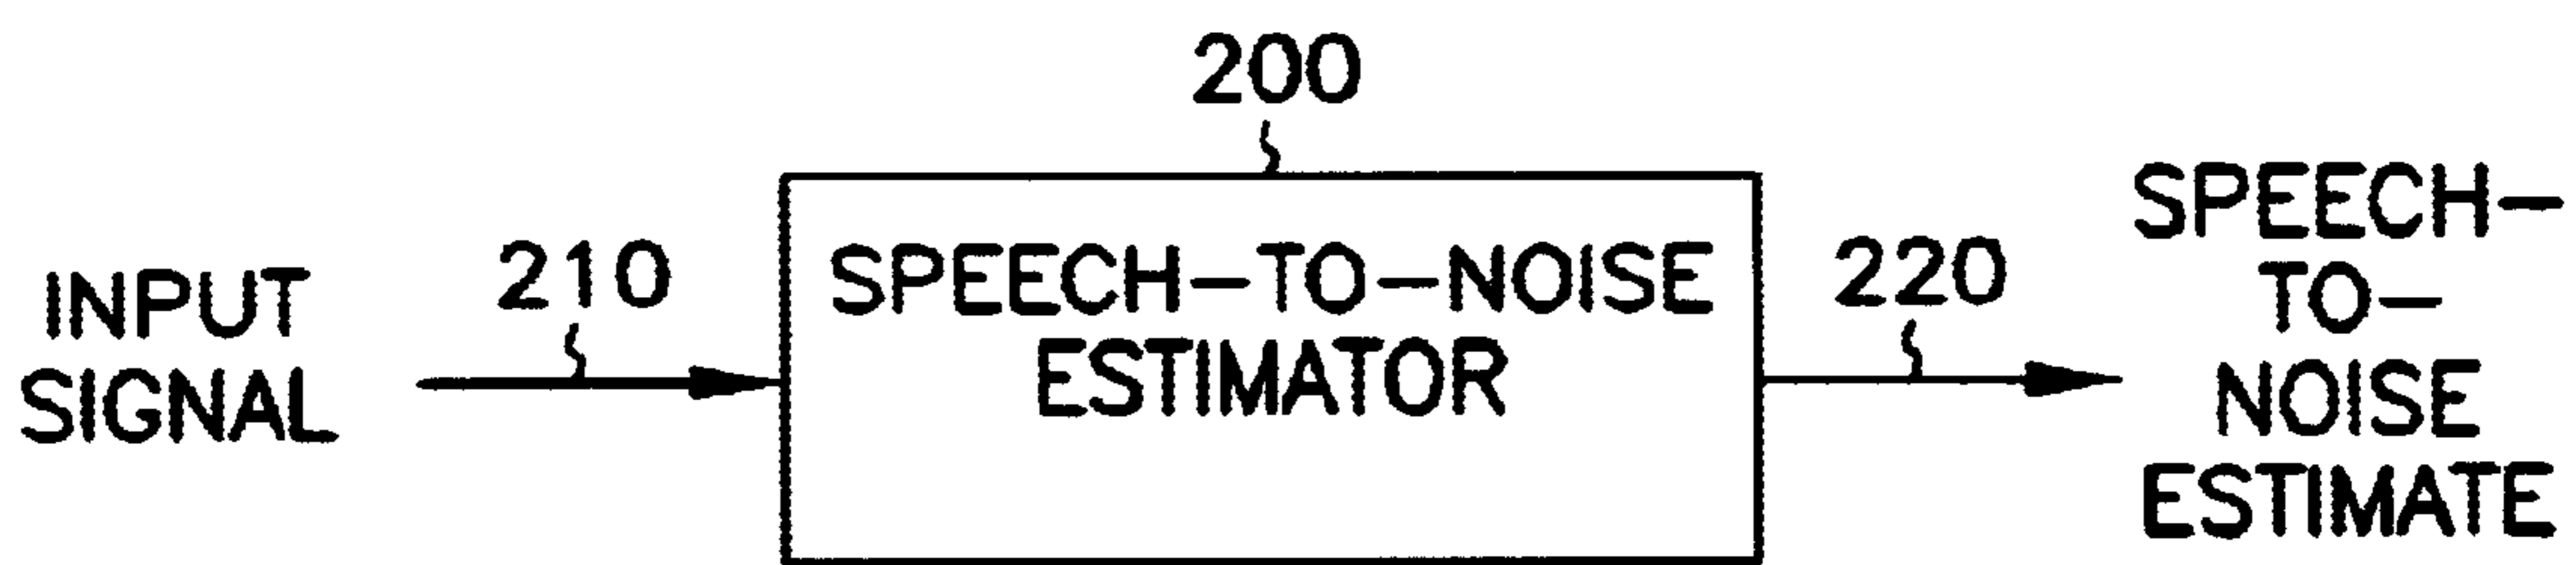 200
INPUT
SIGNAL
210
SPEECH-TO-NOISE
ESTIMATOR
220
SPEECH-
TO-
NOISE
ESTIMATE